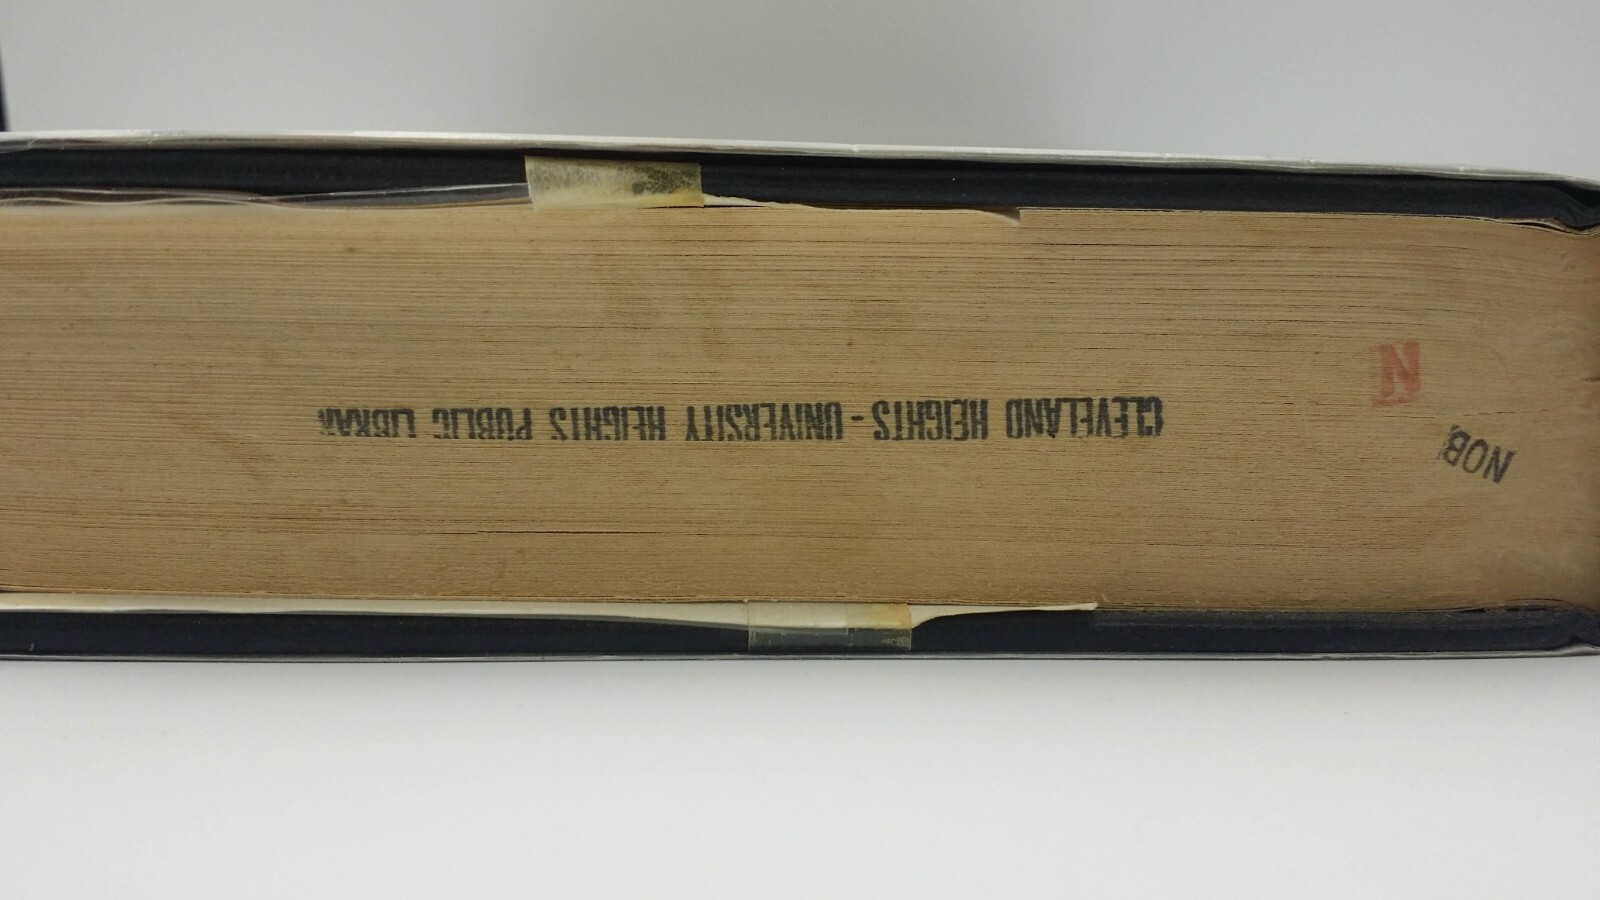 NOB
N
CLEVELAND HEIGHTS - UNIVERSITY HEIGHTS PUBLIC LIBRAR